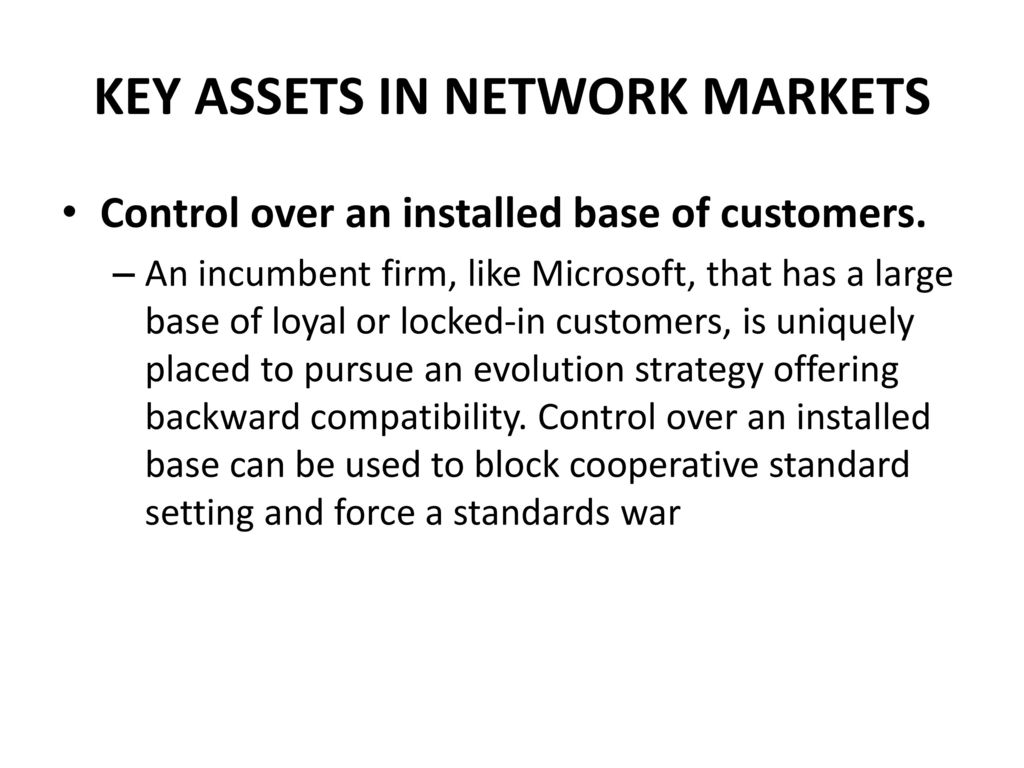 KEY ASSETS IN NETWORK MARKETS
• Control over an installed base of customers.
– An incumbent firm, like Microsoft, that has a large
base of loyal or locked-in customers, is uniquely
placed to pursue an evolution strategy offering
backward compatibility. Control over an installed
base can be used to block cooperative standard
setting and force a standards war